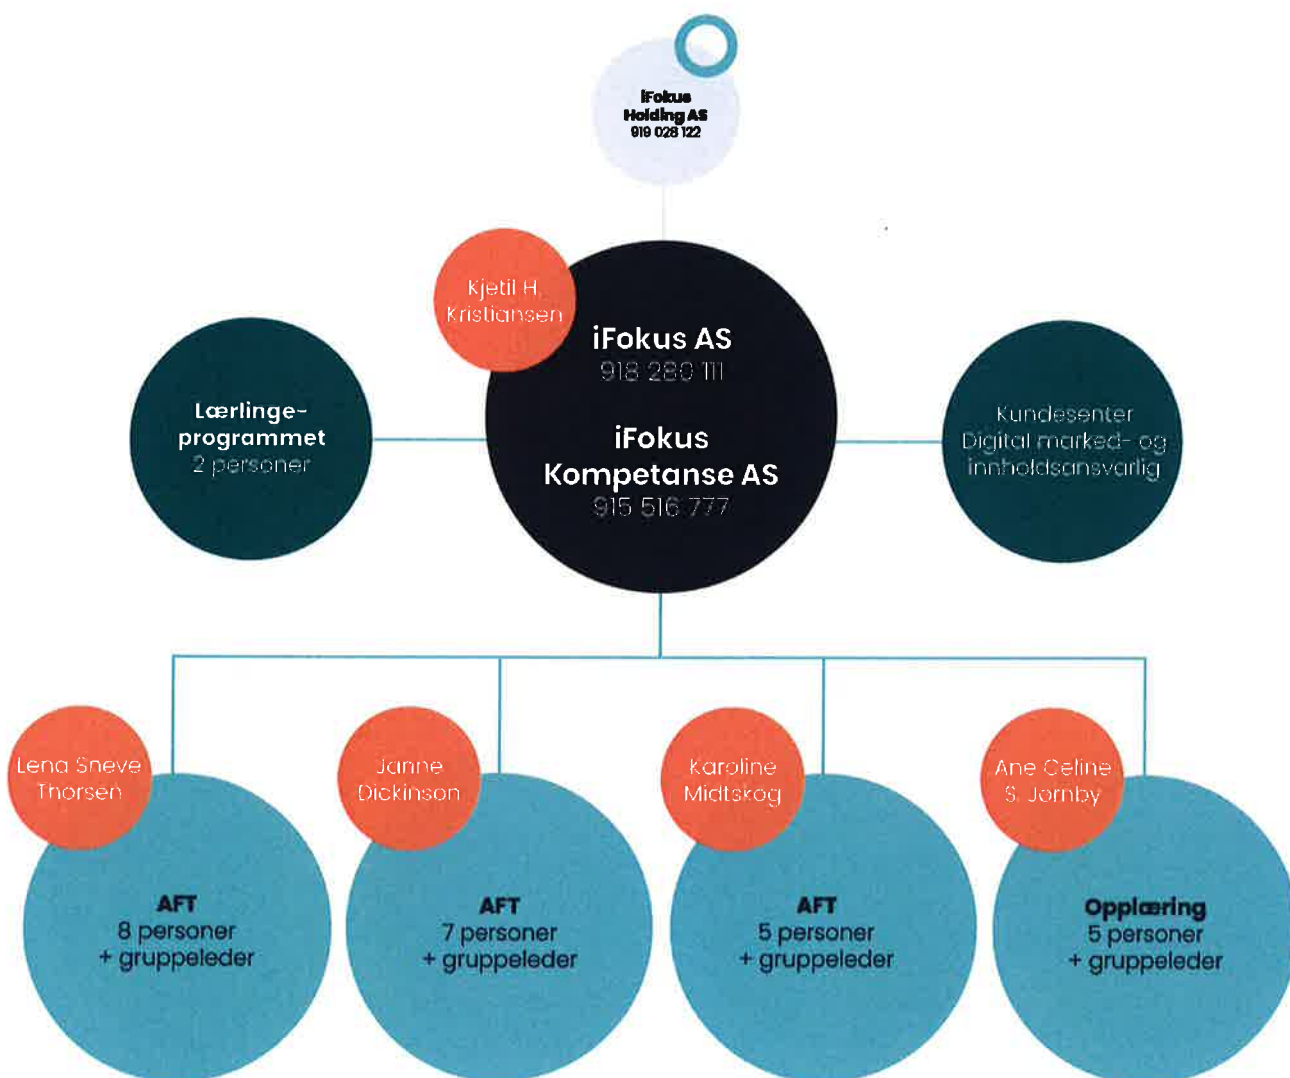 iFokus
Holding AS
919 028 122
Kjetil H.
Kristiansen
iFokus AS
918 280 111
iFokus
Kompetanse AS
915 516 777
Lærlinge-
programmet
2 personer
Kundesenter
Digital marked- og
innholdsansvarlig
Lena Sneve
Thorsen
AFT
8 personer
+ gruppeleder
Janne
Dickinson
AFT
7 personer
+ gruppeleder
Karoline
Midtskog
AFT
5 personer
+ gruppeleder
Ane Celine
S. Jørnby
Opplæring
5 personer
+ gruppeleder